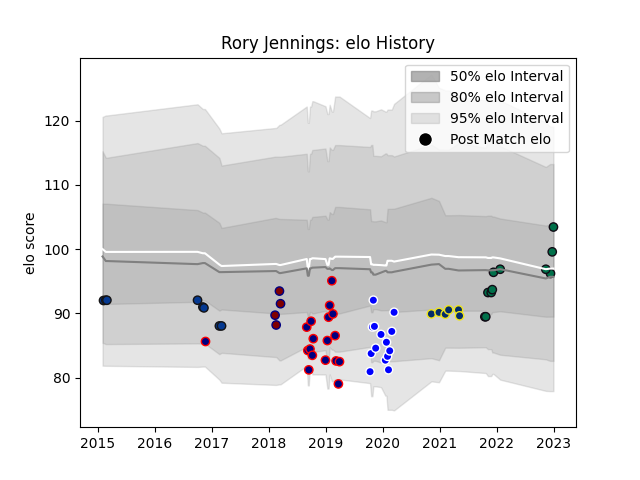 Rory Jennings: elo History
50% elo Interval
80% elo Interval
95% elo Interval
Post Match elo
elo score
120
110
100
90
80
2015 2016 2017 2018 2019 2020 2021 2022 2023